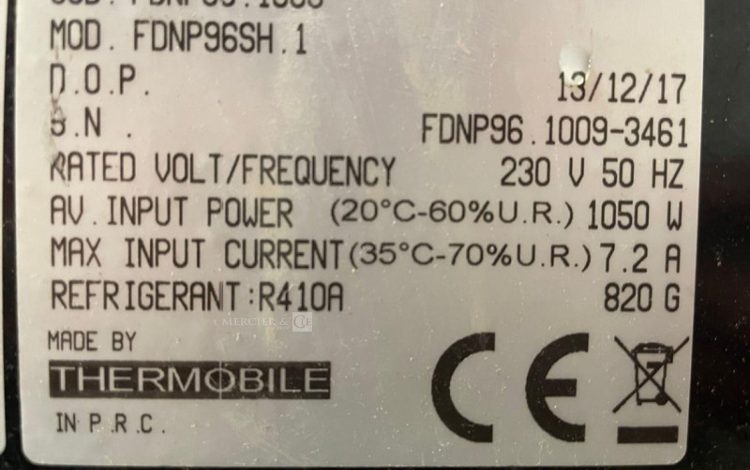 MOD. FDNP96SH.1
D.O.P. 13/12/17
S.N. FDNP96.1009-3461
RATED VOLT/FREQUENCY 230 V 50 HZ
AV.INPUT POWER (20°C-60%U.R.) 1050 W
MAX INPUT CURRENT(35°C-70%U.R.) 7.2 A
REFRIGERANT:R410A 820 G
MERCIER &
MADE BY
THERMOBILE
CE
IN P.R.C.